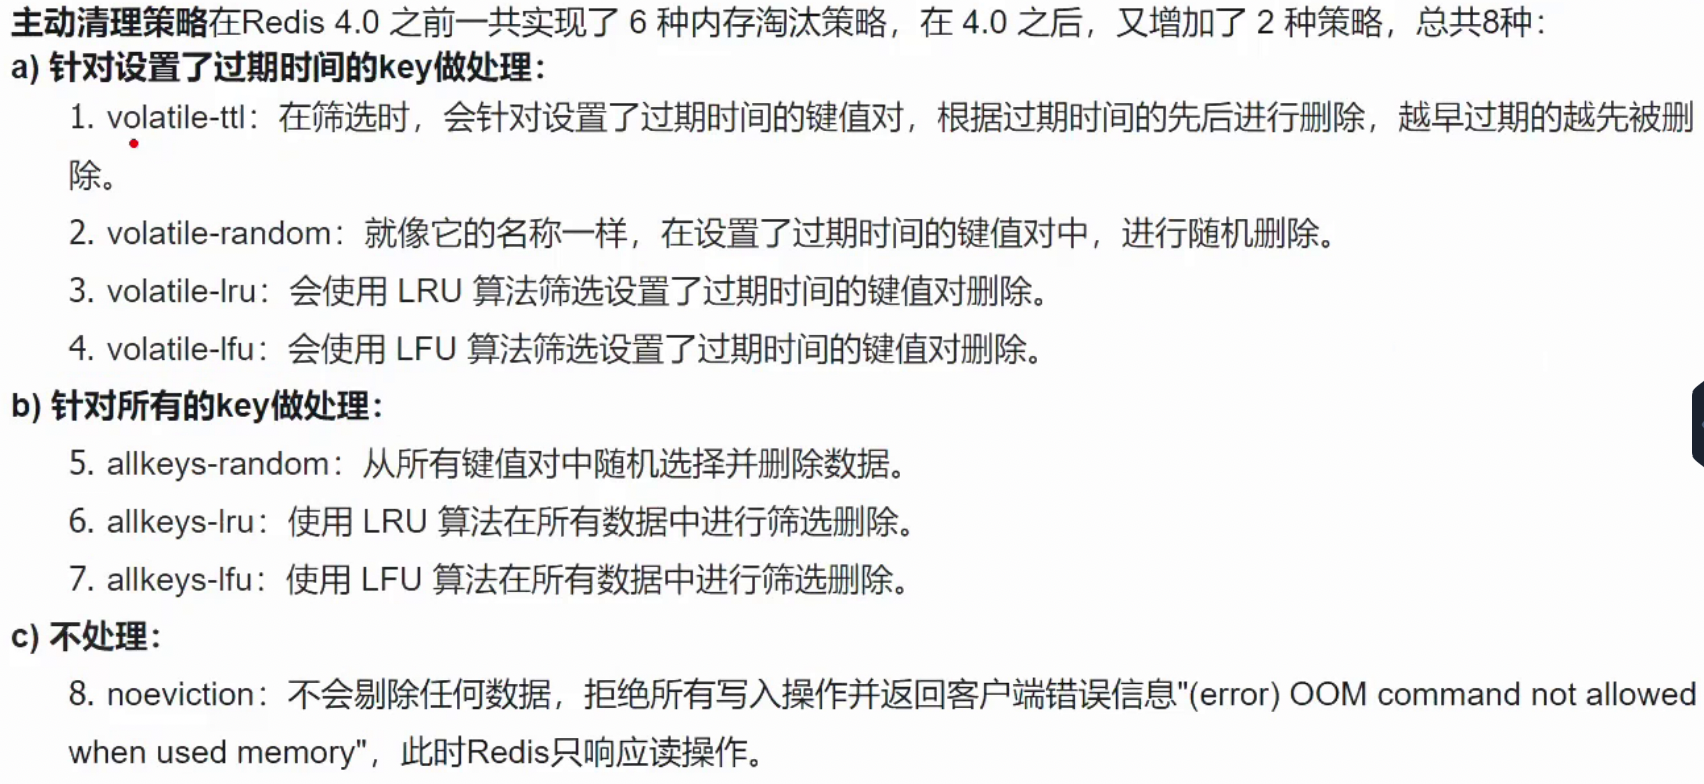 主动清理策略在Redis 4.0 之前一共实现了 6 种内存淘汰策略，在 4.0 之后，又增加了 2 种策略，总共8种：
a) 针对设置了过期时间的key做处理：
1. volatile-ttl：在筛选时，会针对设置了过期时间的键值对，根据过期时间的先后进行删除，越早过期的越先被删
除。
2. volatile-random：就像它的名称一样，在设置了过期时间的键值对中，进行随机删除。
3. volatile-lru：会使用 LRU 算法筛选设置了过期时间的键值对删除。
4. volatile-lfu：会使用 LFU 算法筛选设置了过期时间的键值对删除。
b) 针对所有的key做处理：
5. allkeys-random：从所有键值对中随机选择并删除数据。
6. allkeys-lru：使用 LRU 算法在所有数据中进行筛选删除。
7. allkeys-lfu：使用 LFU 算法在所有数据中进行筛选删除。
c) 不处理：
8. noeviction：不会剔除任何数据，拒绝所有写入操作并返回客户端错误信息"(error) OOM command not allowed
when used memory"，此时Redis只响应读操作。